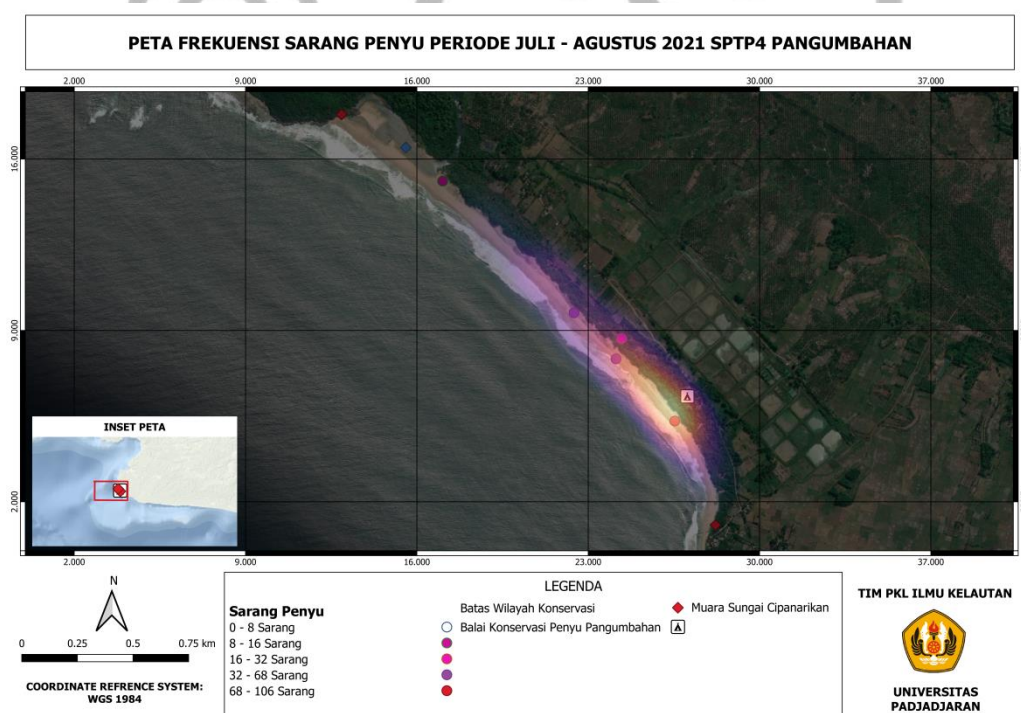 PETA FREKUENSI SARANG PENYU PERIODE JULI - AGUSTUS 2021 SPTP4 PANGUMBAHAN
2.000 9.000 16.000 23.000 30.000 37.000
16.000
9.000
2.000
INSET PETA
2.000 9.000 16.000 23.000 30.000 37.000
N
0 0.25 0.5 0.75 km
COORDINATE REFRENCE SYSTEM:
WGS 1984
LEGENDA
Sarang Penyu
0 - 8 Sarang
8 - 16 Sarang
16 - 32 Sarang
32 - 68 Sarang
68 - 106 Sarang
Batas Wilayah Konservasi
Balai Konservasi Penyu Pangumbahan
Muara Sungai Cipanarikan
TIM PKL ILMU KELAUTAN
UNIVERSITAS
PADJADJARAN